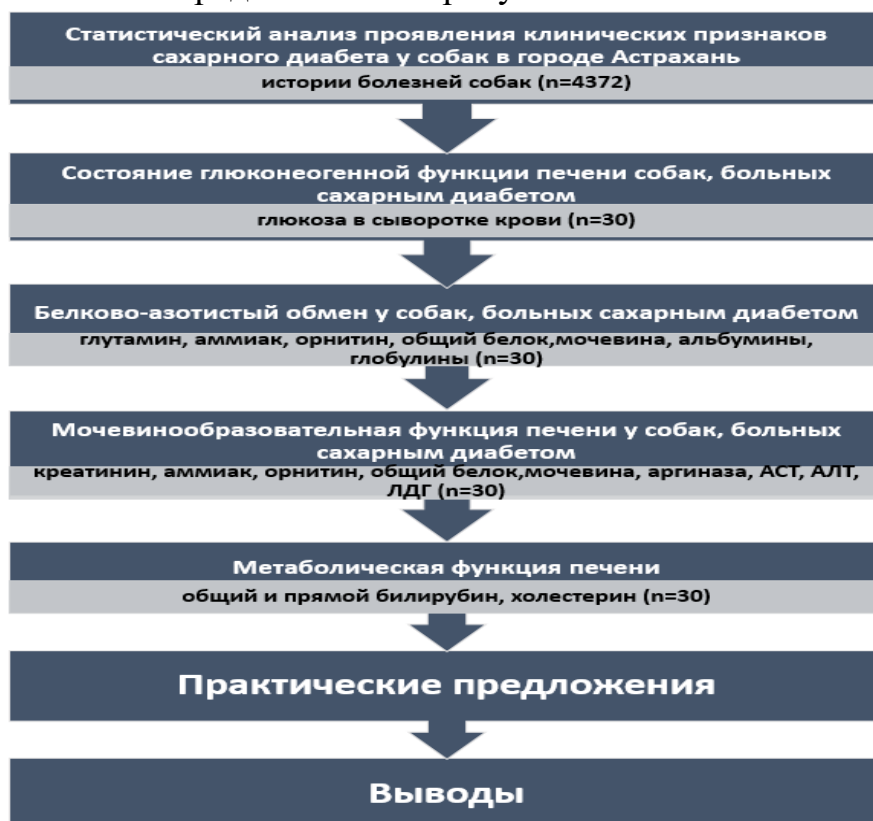 Статистический анализ проявления клинических признаков
сахарного диабета у собак в городе Астрахань
истории болезней собак (n=4372)
Состояние глюконеогенной функции печени собак, больных
сахарным диабетом
глюкоза в сыворотке крови (n=30)
Белково-азотистый обмен у собак, больных сахарным диабетом
глутамин, аммиак, орнитин, общий белок,мочевина, альбумины,
глобулины (n=30)
Мочевинообразовательная функция печени у собак, больных
сахарным диабетом
креатинин, аммиак, орнитин, общий белок,мочевина, аргиназа, АСТ, АЛТ,
ЛДГ (n=30)
Метаболическая функция печени
общий и прямой билирубин, холестерин (n=30)
Практические предложения
Выводы